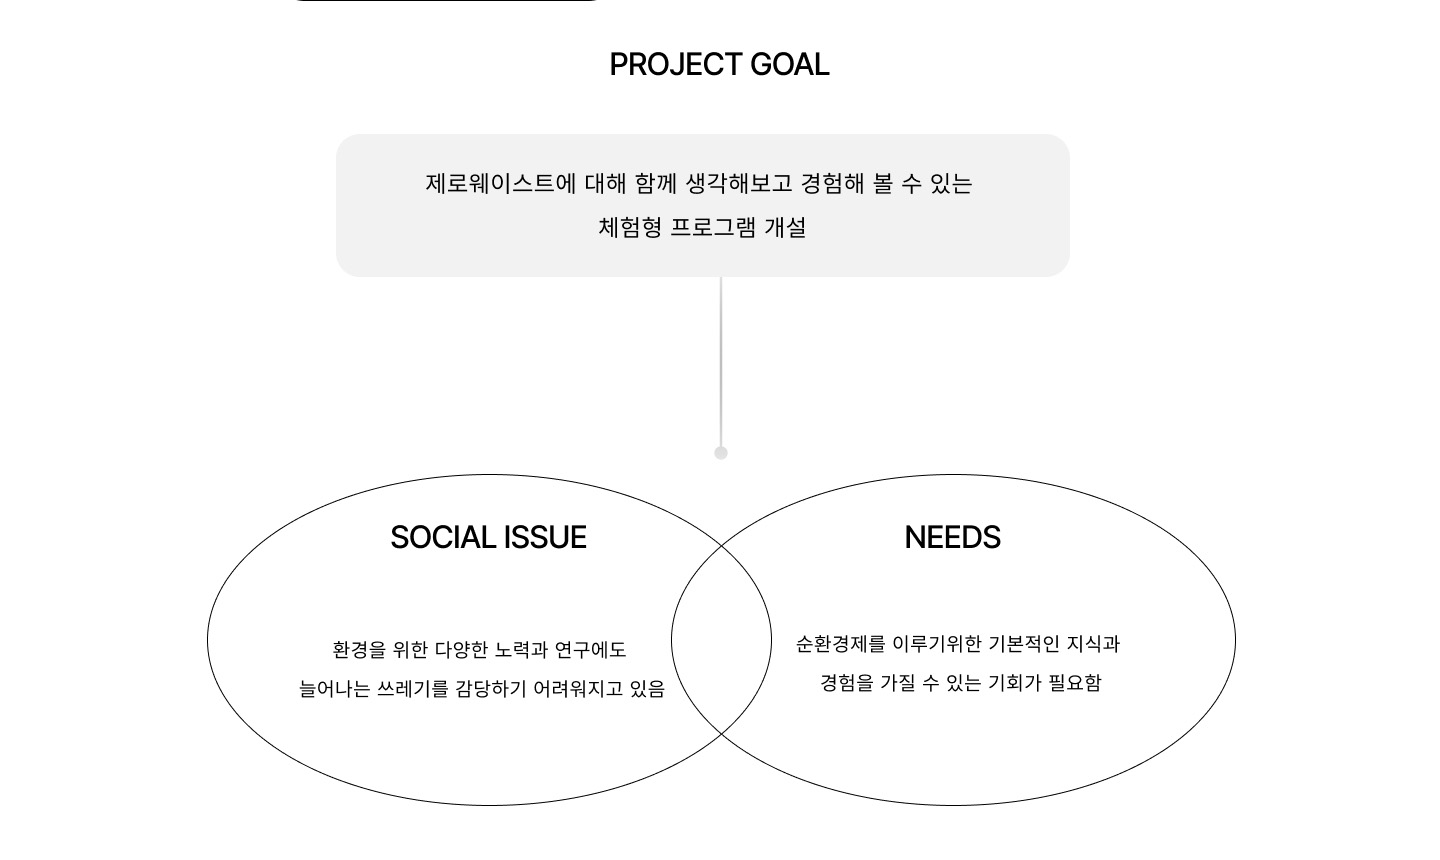 PROJECT GOAL
제로웨이스트에 대해 함께 생각해보고 경험해 볼 수 있는
체험형 프로그램 개설
SOCIAL ISSUE
환경을 위한 다양한 노력과 연구에도
늘어나는 쓰레기를 감당하기 어려워지고 있음
NEEDS
순환경제를 이루기위한 기본적인 지식과
경험을 가질 수 있는 기회가 필요함